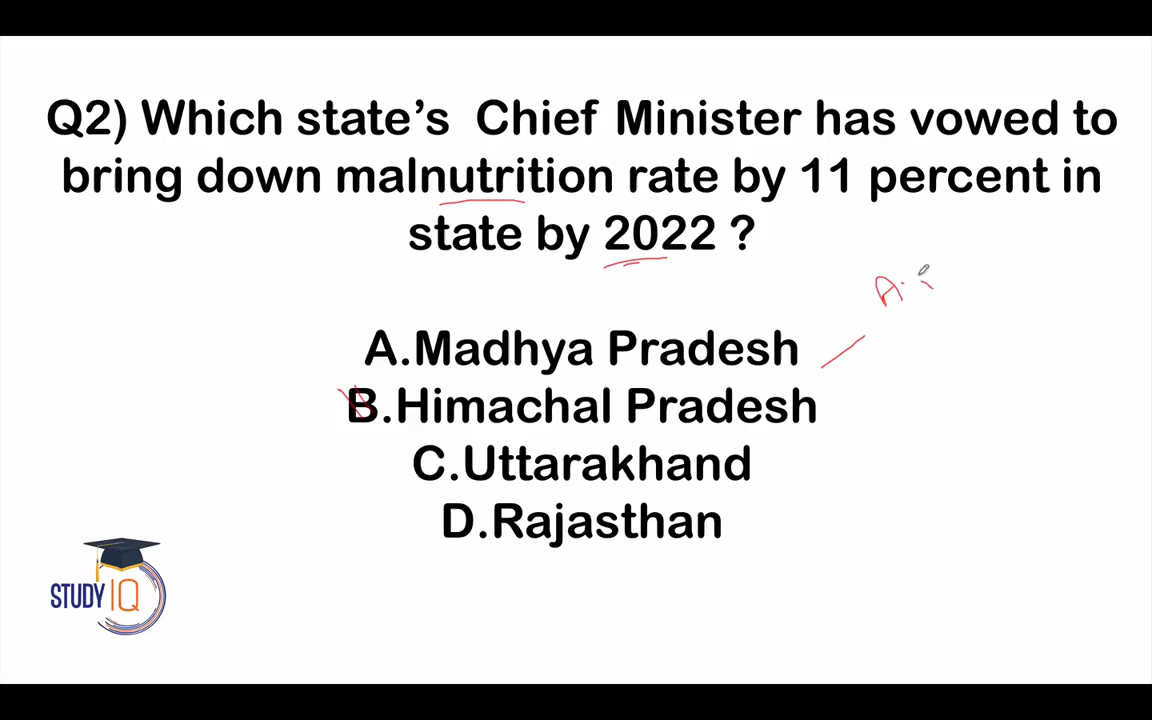 Q2) Which state's Chief Minister has vowed to
bring down malnutrition rate by 11 percent in
state by 2022 ?
A.Madhya Pradesh
B.Himachal Pradesh
C.Uttarakhand
D.Rajasthan
STUDY IQ